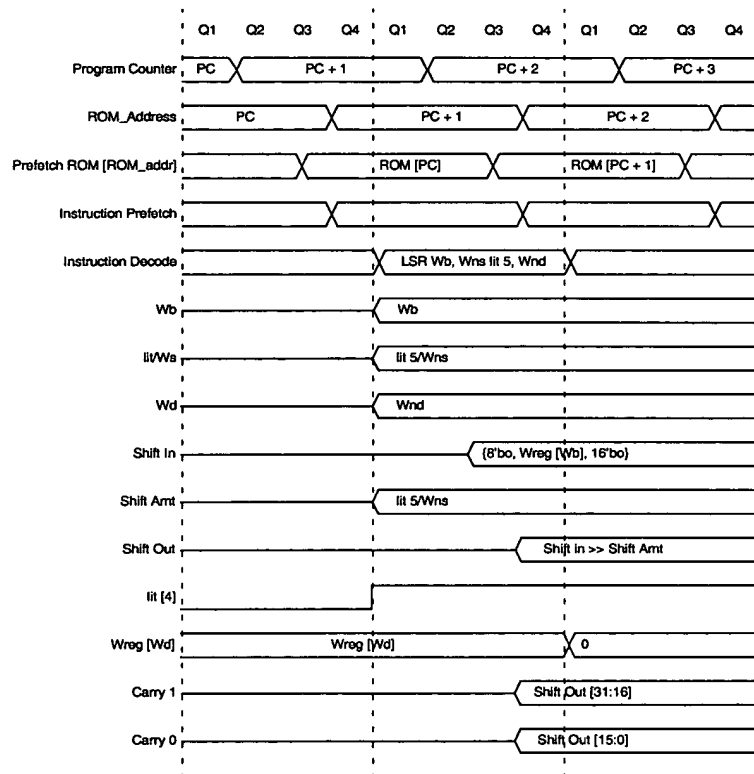 Q1 Q2 Q3 Q4 Q1 Q2 Q3 Q4 Q1 Q2 Q3 Q4
Program Counter PC PC + 1 PC + 2 PC + 3
ROM_Address PC PC + 1 PC + 2
Prefetch ROM [ROM_addr] ROM [PC] ROM [PC + 1]
Instruction Prefetch
Instruction Decode LSR Wb, Wns lit 5, Wnd
Wb Wb
lit/Ws lit 5/Wns
Wd Wnd
Shift In {8'bo, Wreg [Wb], 16'bo}
Shift Amt lit 5/Wns
Shift Out Shift in >> Shift Amt
lit [4]
Wreg [Wd] Wreg [Wd] 0
Carry 1 Shift Out [31:16]
Carry 0 Shift Out [15:0]